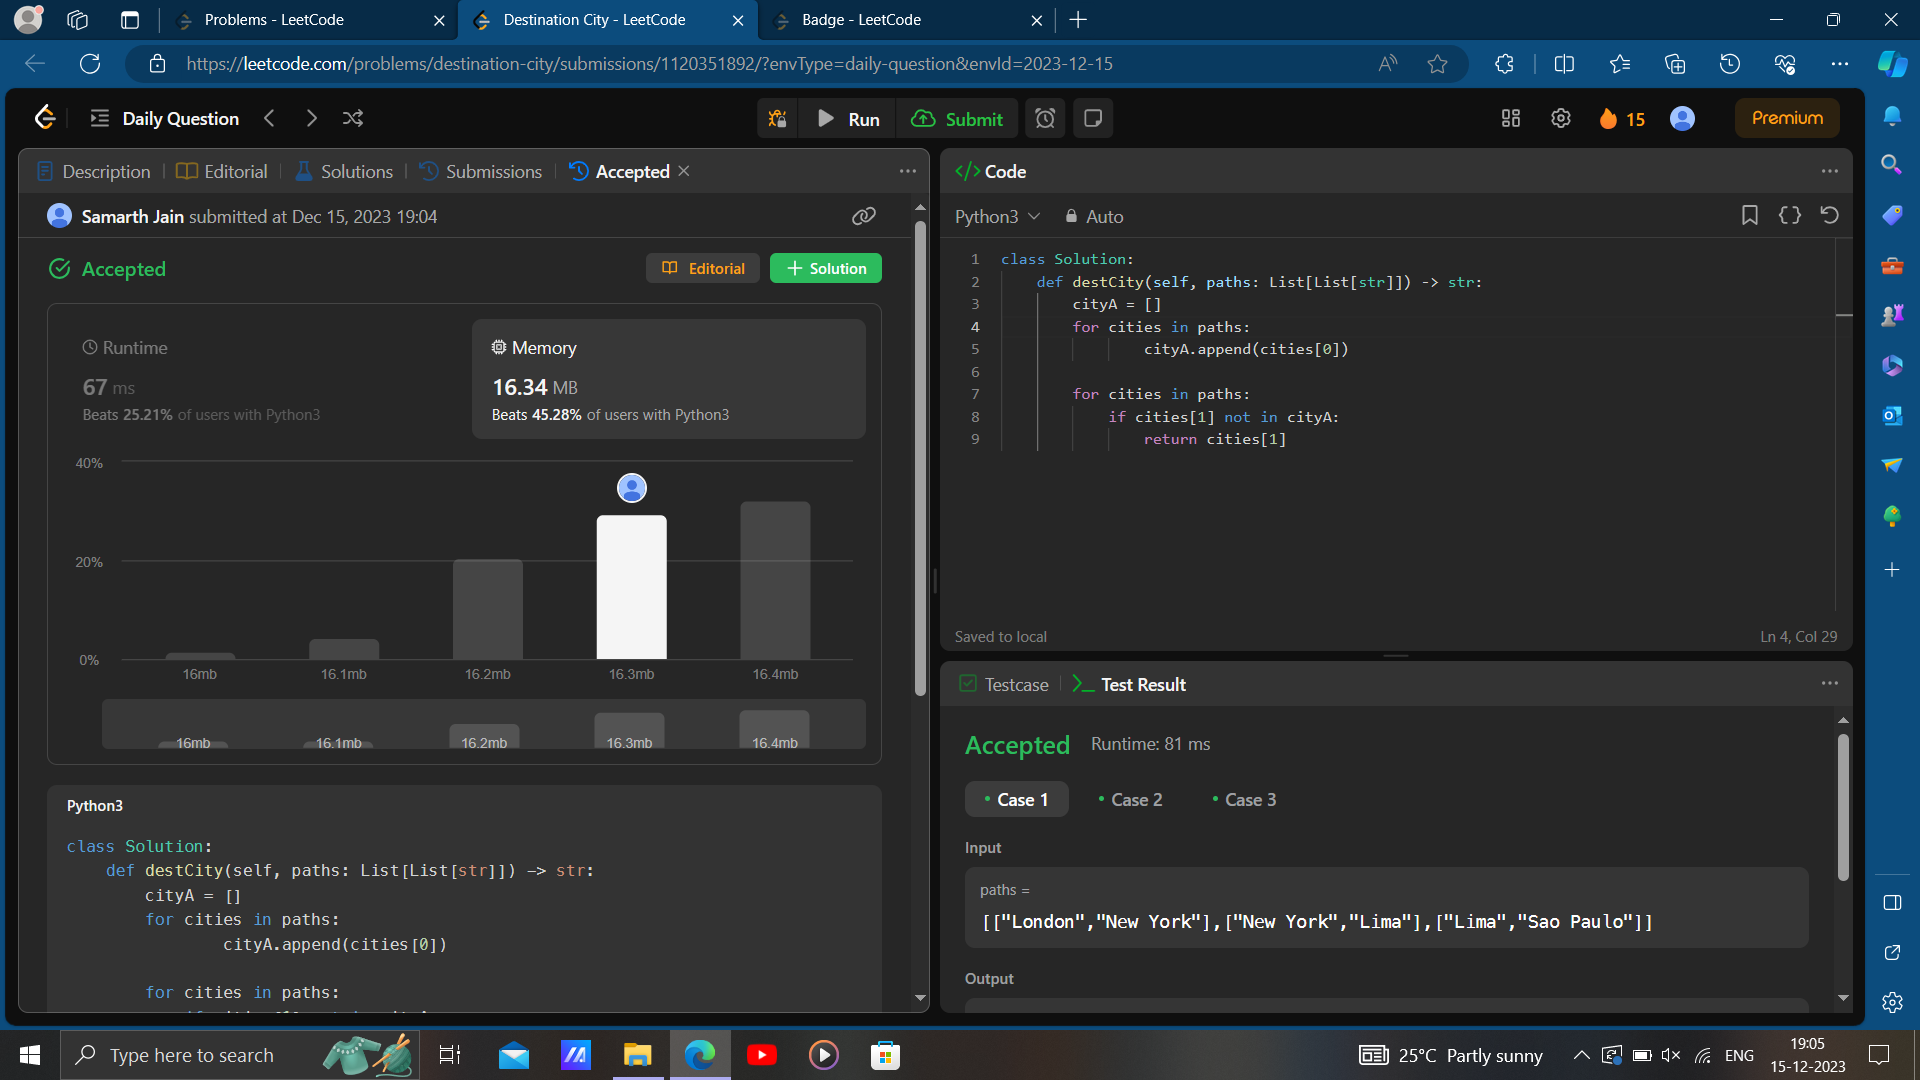 Problems - LeetCode
Destination City - LeetCode
Badge - LeetCode
https://leetcode.com/problems/destination-city/submissions/1120351892/?envType=daily-question&envId=2023-12-15
Daily Question
Run
Submit
15
Premium
Description
Editorial
Solutions
Submissions
Accepted
Samarth Jain submitted at Dec 15, 2023 19:04
Accepted
Editorial
Solution
Runtime
67 ms
Beats 25.21% of users with Python3
Memory
16.34 MB
Beats 45.28% of users with Python3
40%
20%
0%
16mb 16.1mb 16.2mb 16.3mb 16.4mb
16mb 16.1mb 16.2mb 16.3mb 16.4mb
Python3
class Solution:
    def destCity(self, paths: List[List[str]]) -> str:
        cityA = []
        for cities in paths:
                cityA.append(cities[0])
        for cities in paths:
</> Code
Python3
Auto
1 class Solution:
2     def destCity(self, paths: List[List[str]]) -> str:
3         cityA = []
4         for cities in paths:
5                 cityA.append(cities[0])
6
7         for cities in paths:
8             if cities[1] not in cityA:
9                 return cities[1]
Saved to local
Ln 4, Col 29
Testcase
Test Result
Accepted
Runtime: 81 ms
Case 1
Case 2
Case 3
Input
paths =
[["London","New York"],["New York","Lima"],["Lima","Sao Paulo"]]
Output
Type here to search
25°C Partly sunny
ENG
19:05
15-12-2023